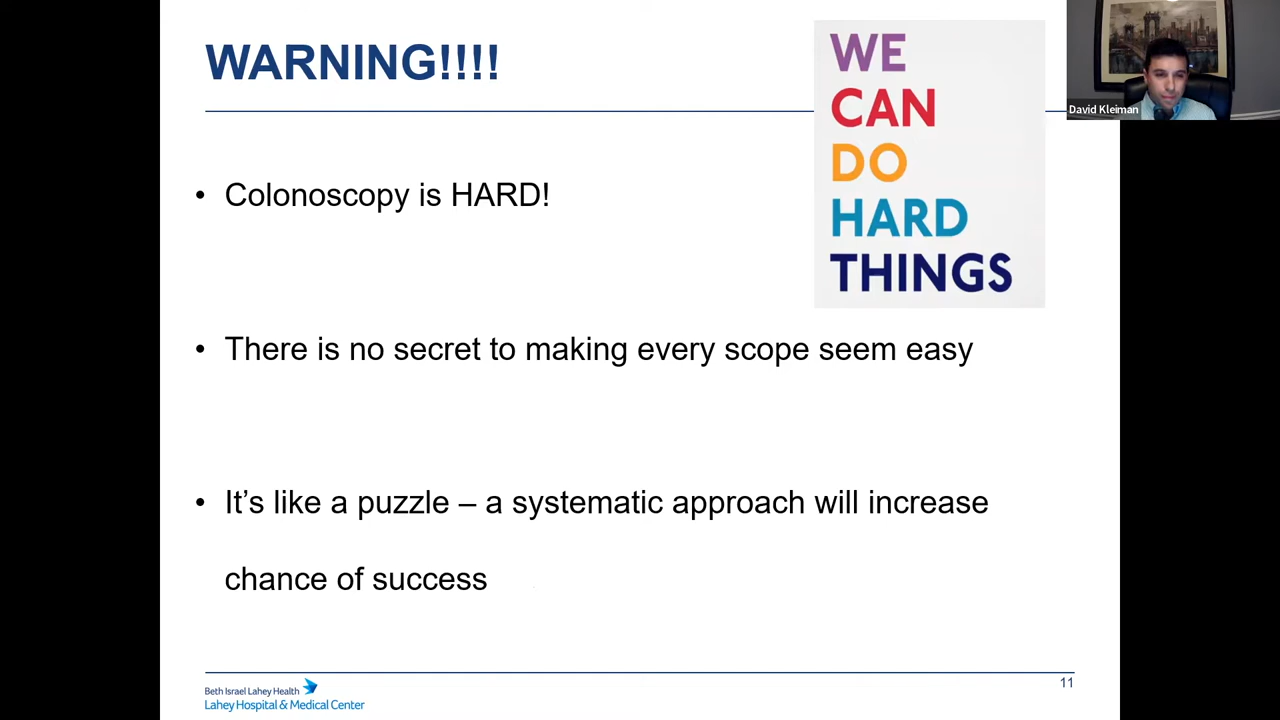 WARNING!!!!
WE
CAN
DO
HARD
THINGS
David Kleiman
• Colonoscopy is HARD!
• There is no secret to making every scope seem easy
• It’s like a puzzle – a systematic approach will increase
chance of success
Beth Israel Lahey Health
Lahey Hospital & Medical Center
11